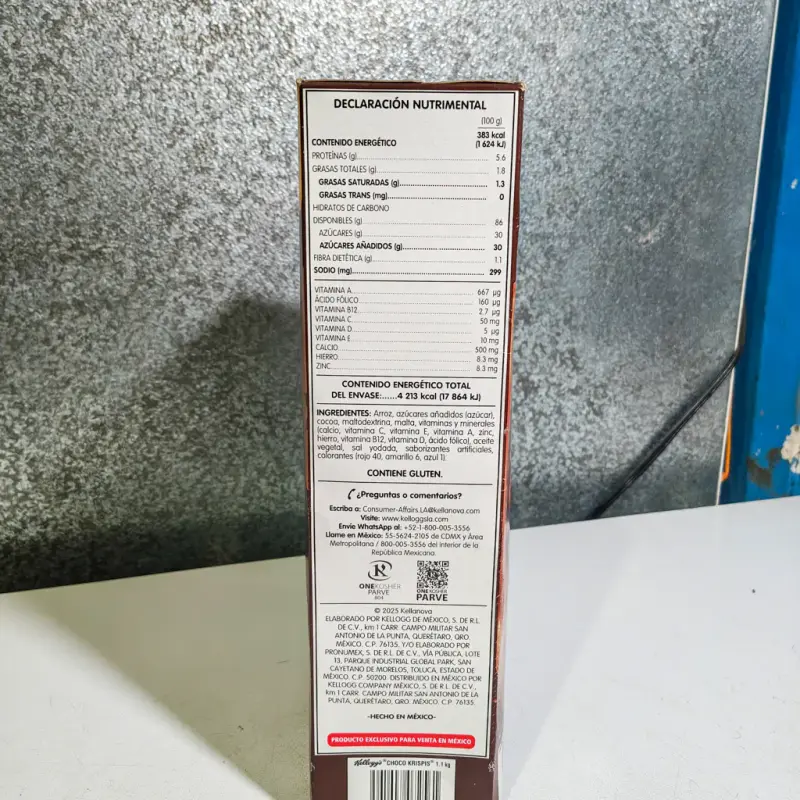 DECLARACIÓN NUTRIMENTAL
(100 g)
CONTENIDO ENERGÉTICO 383 kcal
(1 624 kJ)
PROTEÍNAS (g) 5.6
GRASAS TOTALES (g) 1.8
GRASAS SATURADAS (g) 1.3
GRASAS TRANS (mg) 0
HIDRATOS DE CARBONO
DISPONIBLES (g) 86
AZÚCARES (g) 30
AZÚCARES AÑADIDOS (g) 30
FIBRA DIETÉTICA (g) 1.1
SODIO (mg) 299
VITAMINA A 667 µg
ÁCIDO FÓLICO 160 µg
VITAMINA B12 2.7 µg
VITAMINA C 50 mg
VITAMINA D 5 µg
VITAMINA E 10 mg
CALCIO 500 mg
HIERRO 8.3 mg
ZINC 8.3 mg
CONTENIDO ENERGÉTICO TOTAL
DEL ENVASE:......4 213 kcal (17 864 kJ)
INGREDIENTES: Arroz, azúcares añadidos (azúcar),
cocoa, maltodextrina, malta, vitaminas y minerales
(calcio, vitamina C, vitamina E, vitamina A, zinc,
hierro, vitamina B12, vitamina D, ácido fólico), aceite
vegetal, sal yodada, saborizantes artificiales,
colorantes (rojo 40, amarillo 6, azul 1).
CONTIENE GLUTEN.
¿Preguntas o comentarios?
Escriba a: Consumer-Affairs.LA@kellanova.com
Visite: www.kelloggsla.com
Envíe WhatsApp al: +52-1-800-005-3556
Llame en México: 55-5624-2105 de CDMX y Área
Metropolitana / 800-005-3556 del interior de la
República Mexicana.
K
ONEKOSHER
PARVE
604
PARVE
© 2025 Kellanova
ELABORADO POR KELLOGG DE MÉXICO, S. DE R.L.
DE C.V., km 1 CARR. CAMPO MILITAR SAN
ANTONIO DE LA PUNTA, QUERÉTARO, QRO.
MÉXICO. C.P. 76135. Y/O ELABORADO POR
PRONUMEX, S. DE R.L. DE C.V., VÍA PÚBLICA, LOTE
13, PARQUE INDUSTRIAL GLOBAL PARK, SAN
CAYETANO DE MORELOS, TOLUCA, ESTADO DE
MÉXICO. C.P. 50200. DISTRIBUIDO EN MÉXICO POR
KELLOGG COMPANY MÉXICO, S. DE R.L. DE C.V.,
km 1 CARR. CAMPO MILITAR SAN ANTONIO DE LA
PUNTA, QUERÉTARO, QRO. MÉXICO. C.P. 76135.
-HECHO EN MÉXICO-
PRODUCTO EXCLUSIVO PARA VENTA EN MÉXICO
Kellogg's® CHOCO KRISPIS® 1.1 kg